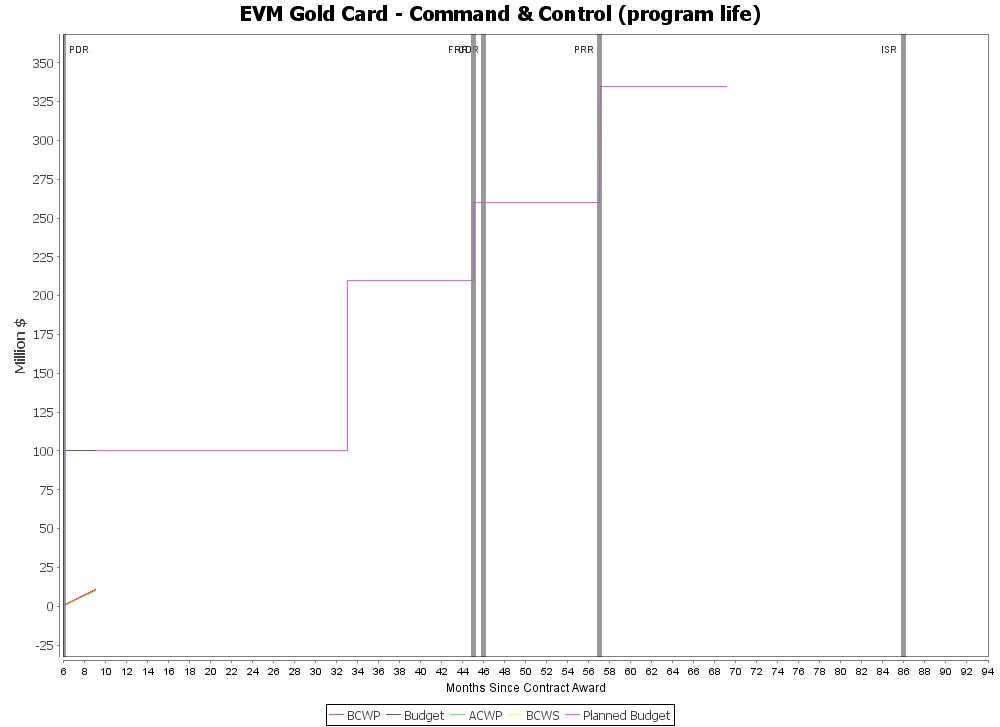 EVM Gold Card - Command & Control (program life)
PDR
FRR
CDR
PRR
ISR
350
325
300
275
250
225
200
175
150
125
100
75
50
25
0
-25
Million $
6 8 10 12 14 16 18 20 22 24 26 28 30 32 34 36 38 40 42 44 46 48 50 52 54 56 58 60 62 64 66 68 70 72 74 76 78 80 82 84 86 88 90 92 94
Months Since Contract Award
BCWP Budget ACWP BCWS Planned Budget